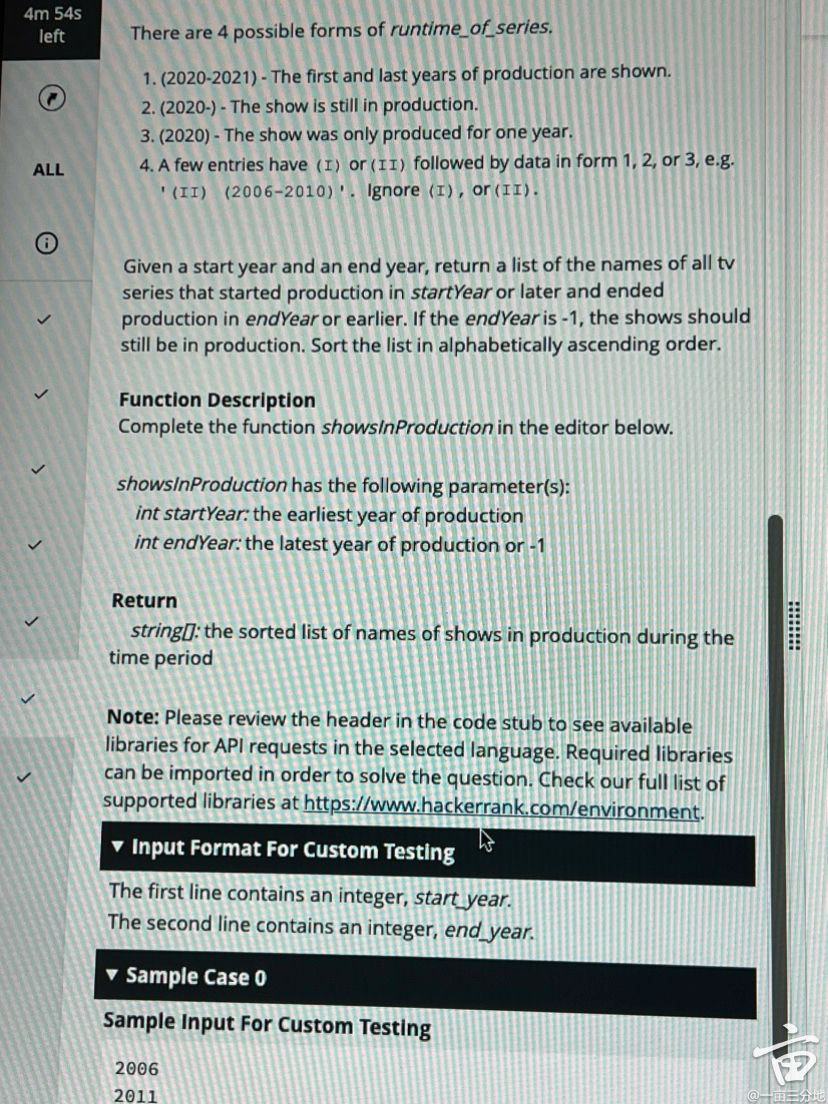 4m 54s
left
ALL
There are 4 possible forms of runtime_of_series.
1. (2020-2021) - The first and last years of production are shown.
2. (2020-) - The show is still in production.
3. (2020) - The show was only produced for one year.
4. A few entries have (I) or (II) followed by data in form 1, 2, or 3, e.g.
'(II) (2006-2010)'. Ignore (I), or (II).
Given a start year and an end year, return a list of the names of all tv
series that started production in startYear or later and ended
production in endYear or earlier. If the endYear is -1, the shows should
still be in production. Sort the list in alphabetically ascending order.
Function Description
Complete the function showsInProduction in the editor below.
showsInProduction has the following parameter(s):
int startYear: the earliest year of production
int endYear: the latest year of production or -1
Return
string[]: the sorted list of names of shows in production during the
time period
Note: Please review the header in the code stub to see available
libraries for API requests in the selected language. Required libraries
can be imported in order to solve the question. Check our full list of
supported libraries at https://www.hackerrank.com/environment.
▼ Input Format For Custom Testing
The first line contains an integer, start_year.
The second line contains an integer, end_year.
▼ Sample Case 0
Sample Input For Custom Testing
2006
2011
亩
@一亩三分地